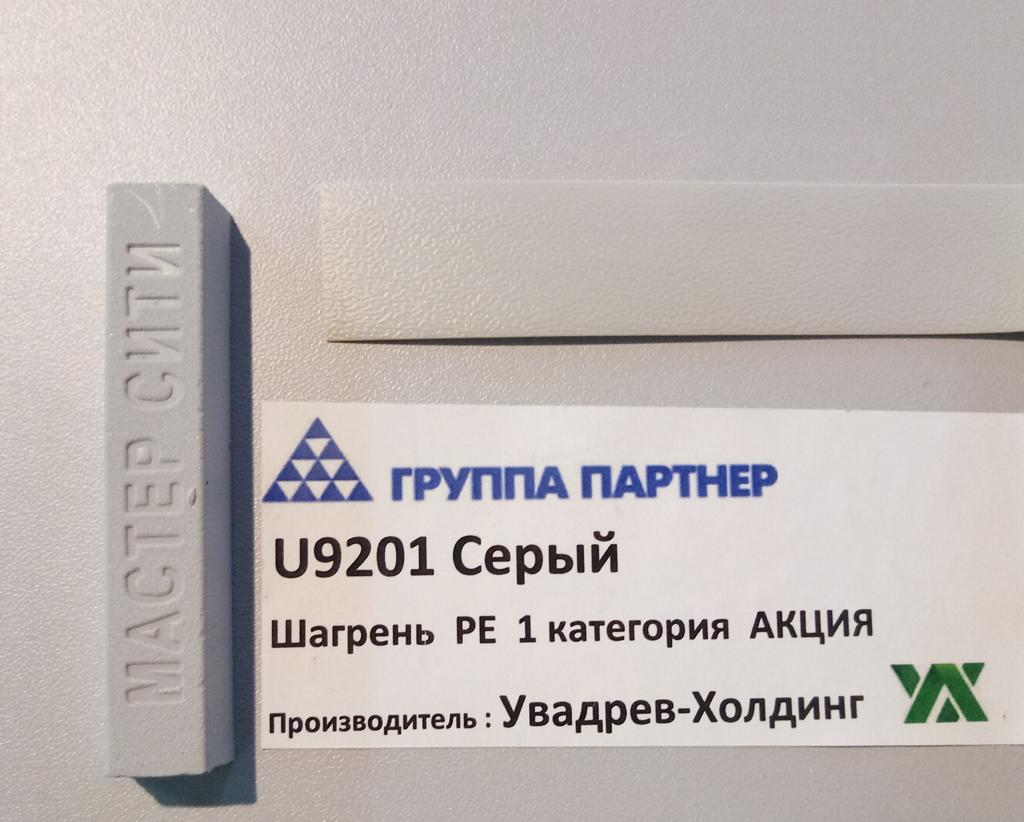 МАСТЕР СИТИ
ГРУППА ПАРТНЕР
U9201 Серый
Шагрень PE 1 категория АКЦИЯ
Производитель : Увадрев-Холдинг